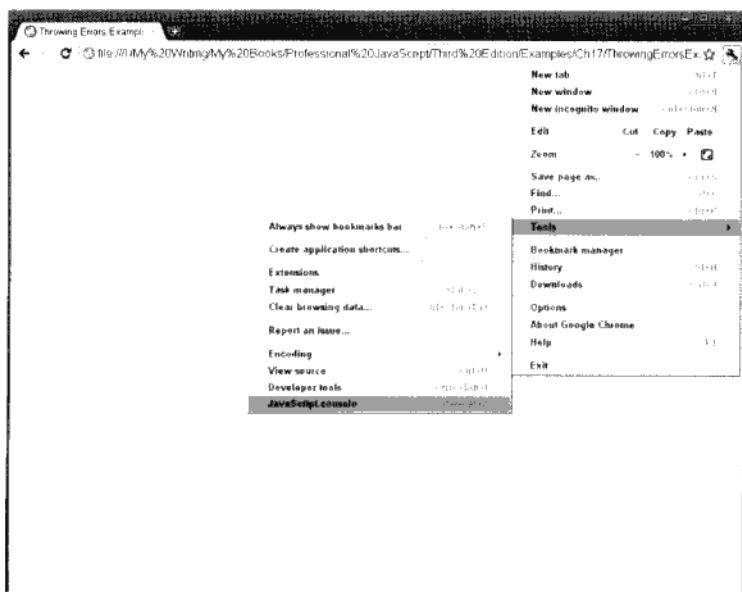 Throwing Errors Exampl
file:///I:/My%20Writing/My%20Books/Professional%20JavaScript/Third%20Edition/Examples/Ch17/ThrowingErrorsEx
New tab
New window
New incognito window
Edit Cut Copy Paste
Zoom - 100% +
Save page as...
Find...
Print...
Tools
Bookmark manager
History
Downloads
Options
About Google Chrome
Help
Exit
Always show bookmarks bar
Create application shortcuts...
Extensions
Task manager
Clear browsing data...
Report an issue...
Encoding
View source
Developer tools
JavaScript console